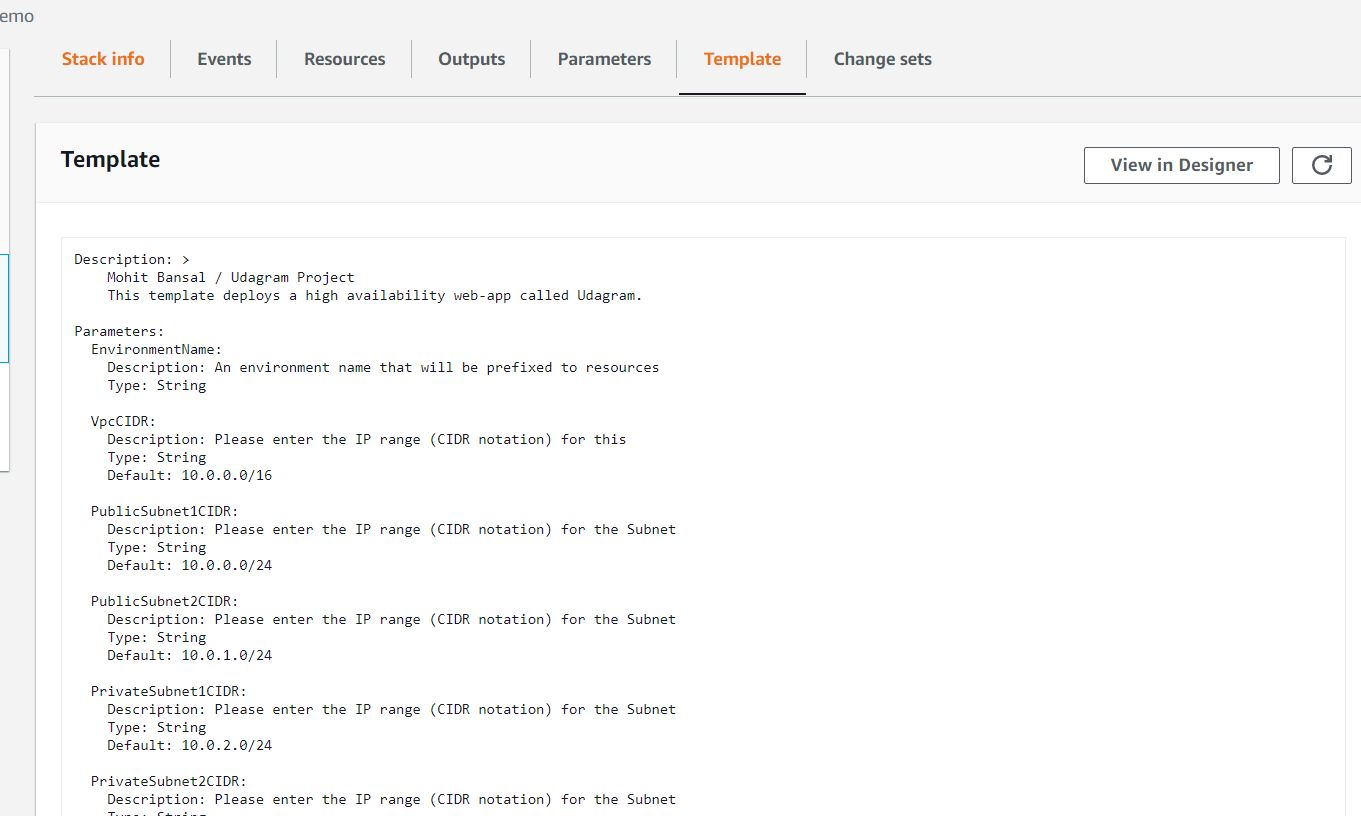 emo
Stack info
Events
Resources
Outputs
Parameters
Template
Change sets
Template
View in Designer
Description: >
    Mohit Bansal / Udagram Project
    This template deploys a high availability web-app called Udagram.
Parameters:
  EnvironmentName:
    Description: An environment name that will be prefixed to resources
    Type: String
  VpcCIDR:
    Description: Please enter the IP range (CIDR notation) for this
    Type: String
    Default: 10.0.0.0/16
  PublicSubnet1CIDR:
    Description: Please enter the IP range (CIDR notation) for the Subnet
    Type: String
    Default: 10.0.0.0/24
  PublicSubnet2CIDR:
    Description: Please enter the IP range (CIDR notation) for the Subnet
    Type: String
    Default: 10.0.1.0/24
  PrivateSubnet1CIDR:
    Description: Please enter the IP range (CIDR notation) for the Subnet
    Type: String
    Default: 10.0.2.0/24
  PrivateSubnet2CIDR:
    Description: Please enter the IP range (CIDR notation) for the Subnet
    Type: String